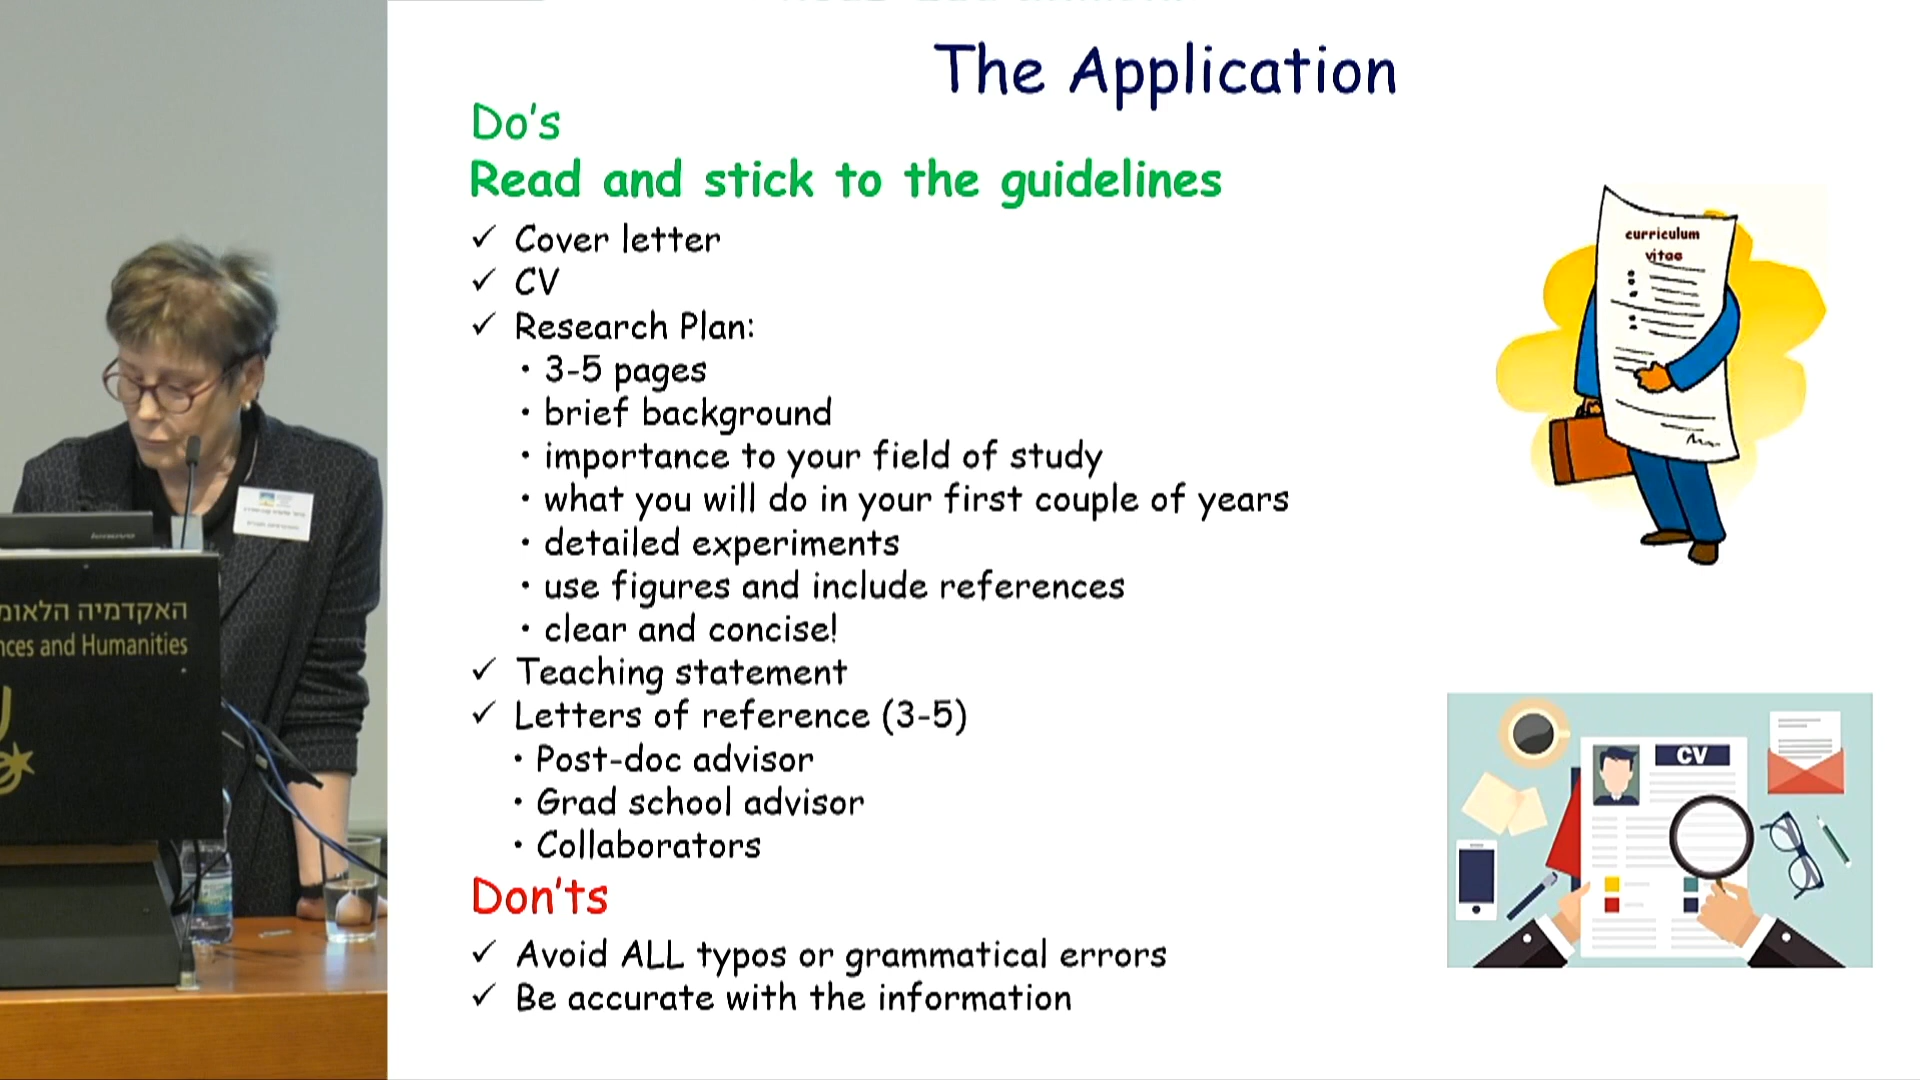 The Application
Do's
Read and stick to the guidelines
✓ Cover letter
✓ CV
✓ Research Plan:
• 3-5 pages
• brief background
• importance to your field of study
• what you will do in your first couple of years
• detailed experiments
• use figures and include references
• clear and concise!
✓ Teaching statement
✓ Letters of reference (3-5)
• Post-doc advisor
• Grad school advisor
• Collaborators
Don'ts
✓ Avoid ALL typos or grammatical errors
✓ Be accurate with the information
curriculum
vitae
CV
lenovo
האקדמיה הלאומ
nces and Humanities